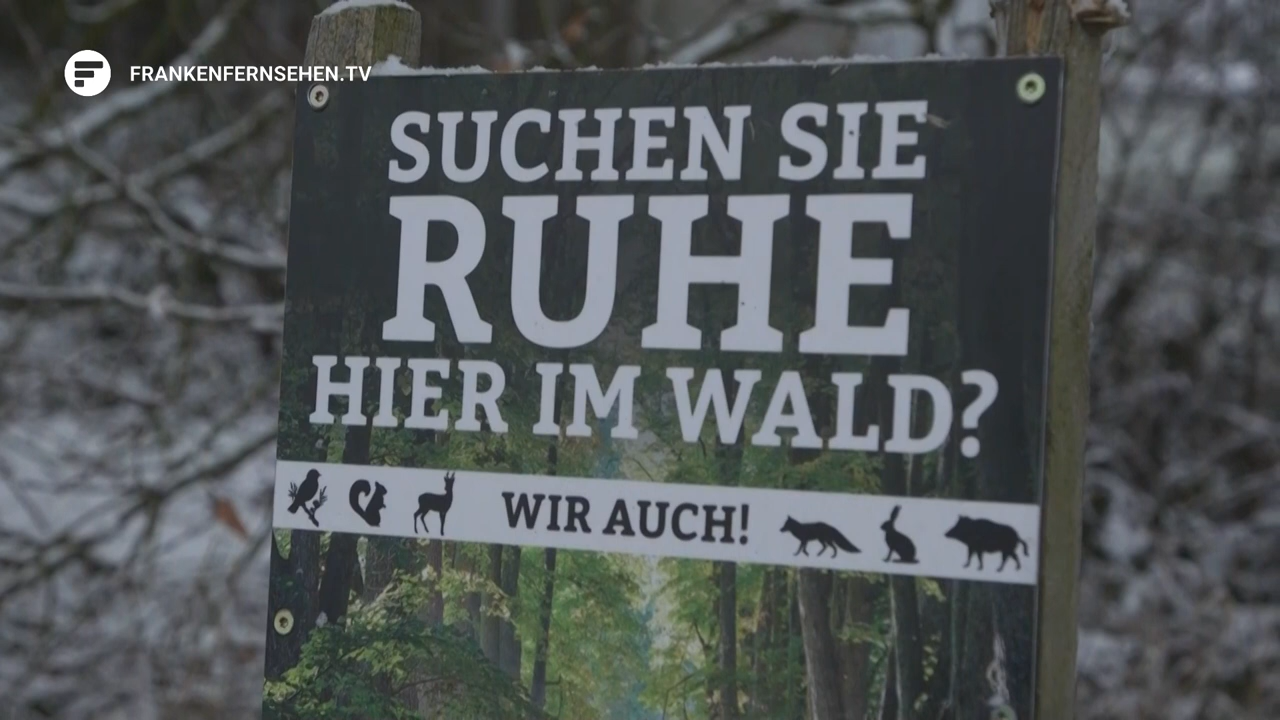 FRANKENFERNSEHEN.TV
SUCHEN SIE
RUHE
HIER IM WALD?
WIR AUCH!